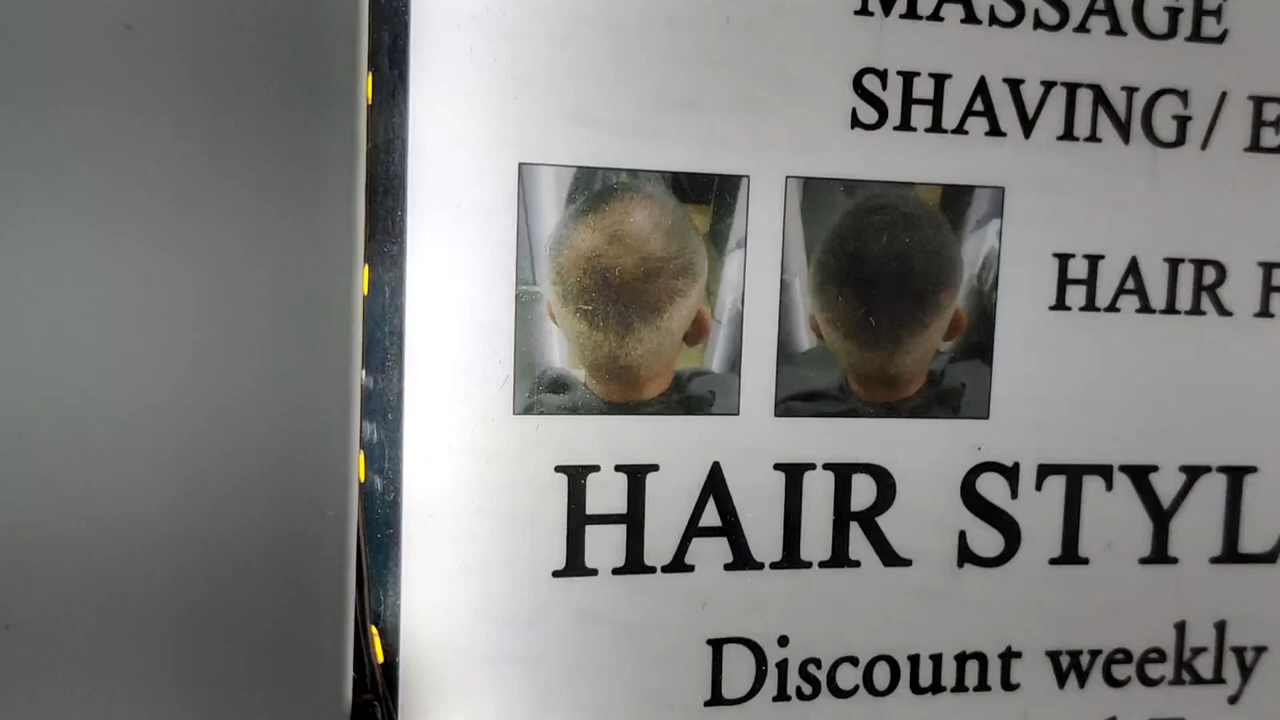 MASSAGE
SHAVING/
HAIR
HAIR STYL
Discount weekly